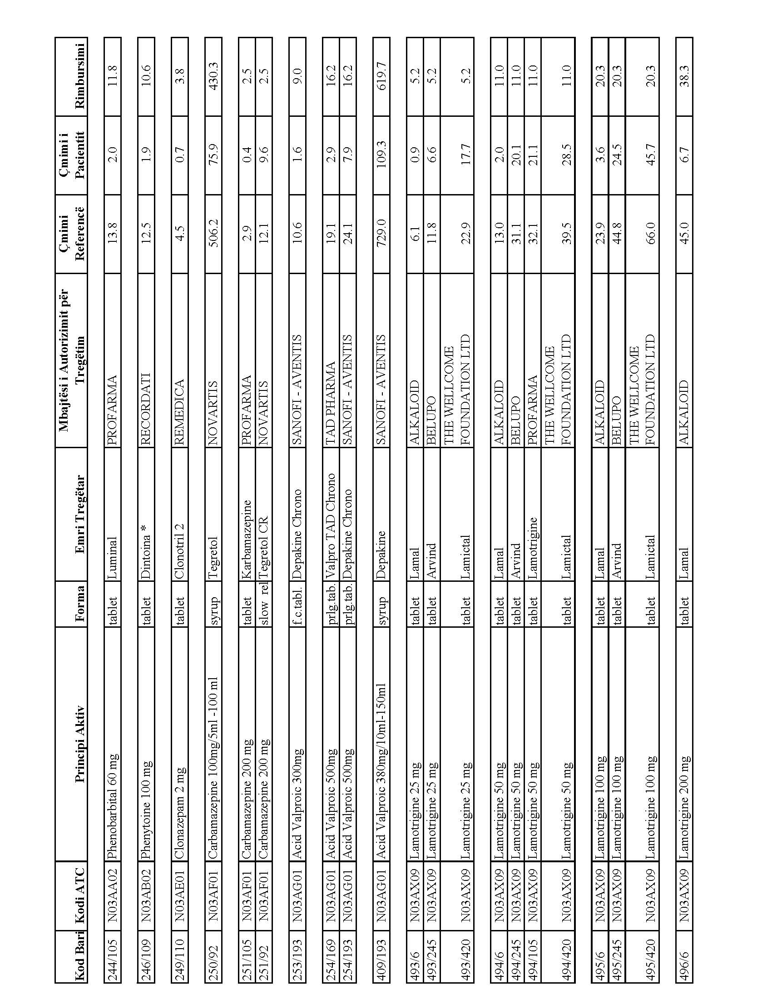 Kod Bari Kodi ATC Principi Aktiv Forma Emri Tregëtar Mbajtësi i Autorizimit për Tregëtim Çmimi Referencë Çmimi i Pacientit Rimbursimi
244/105 N03AA02 Phenobarbital 60 mg tablet Luminal PROFARMA 13.8 2.0 11.8
246/109 N03AB02 Phenytoine 100 mg tablet Dintoina * RECORDATI 12.5 1.9 10.6
249/110 N03AE01 Clonazepam 2 mg tablet Clonotril 2 REMEDICA 4.5 0.7 3.8
250/92 N03AF01 Carbamazepine 100mg/5ml -100 ml syrup Tegretol NOVARTIS 506.2 75.9 430.3
251/105 N03AF01 Carbamazepine 200 mg tablet Karbamazepine PROFARMA 2.9 0.4 2.5
251/92 N03AF01 Carbamazepine 200 mg slow rel Tegretol CR NOVARTIS 12.1 9.6 2.5
253/193 N03AG01 Acid Valproic 300mg f.c.tabl. Depakine Chrono SANOFI - AVENTIS 10.6 1.6 9.0
254/169 N03AG01 Acid Valproic 500mg prlg.tab. Valpro TAD Chrono TAD PHARMA 19.1 2.9 16.2
254/193 N03AG01 Acid Valproic 500mg prlg.tab. Depakine Chrono SANOFI - AVENTIS 24.1 7.9 16.2
409/193 N03AG01 Acid Valproic 380mg/10ml-150ml syrup Depakine SANOFI - AVENTIS 729.0 109.3 619.7
493/6 N03AX09 Lamotrigine 25 mg tablet Lamal ALKALOID 6.1 0.9 5.2
493/245 N03AX09 Lamotrigine 25 mg tablet Arvind BELUPO 11.8 6.6 5.2
493/420 N03AX09 Lamotrigine 25 mg tablet Lamictal THE WELLCOME FOUNDATION LTD 22.9 17.7 5.2
494/6 N03AX09 Lamotrigine 50 mg tablet Lamal ALKALOID 13.0 2.0 11.0
494/245 N03AX09 Lamotrigine 50 mg tablet Arvind BELUPO 31.1 20.1 11.0
494/105 N03AX09 Lamotrigine 50 mg tablet Lamotrigine PROFARMA 32.1 21.1 11.0
494/420 N03AX09 Lamotrigine 50 mg tablet Lamictal THE WELLCOME FOUNDATION LTD 39.5 28.5 11.0
495/6 N03AX09 Lamotrigine 100 mg tablet Lamal ALKALOID 23.9 3.6 20.3
495/245 N03AX09 Lamotrigine 100 mg tablet Arvind BELUPO 44.8 24.5 20.3
495/420 N03AX09 Lamotrigine 100 mg tablet Lamictal THE WELLCOME FOUNDATION LTD 66.0 45.7 20.3
496/6 N03AX09 Lamotrigine 200 mg tablet Lamal ALKALOID 45.0 6.7 38.3